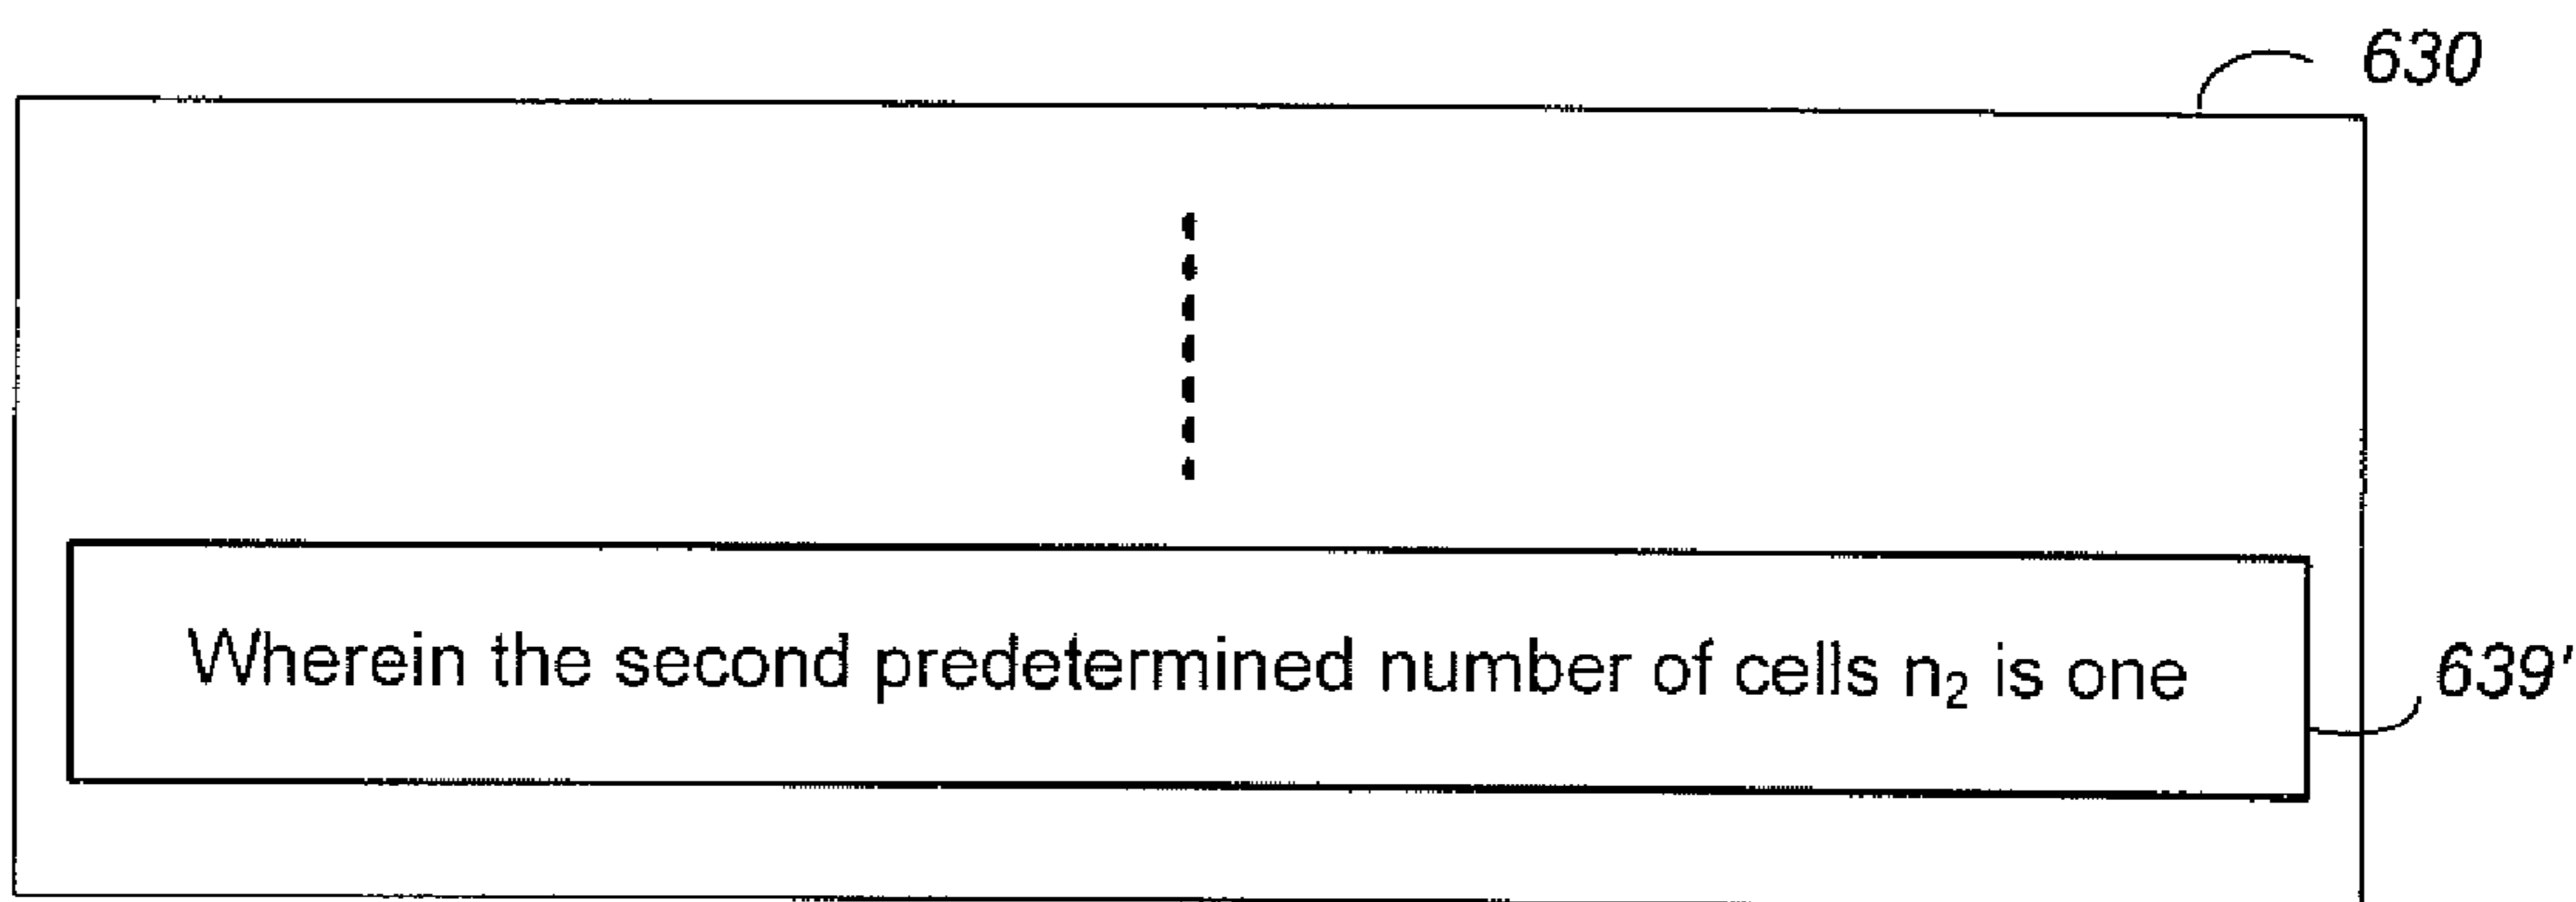 630
Wherein the second predetermined number of cells n₂ is one
639'